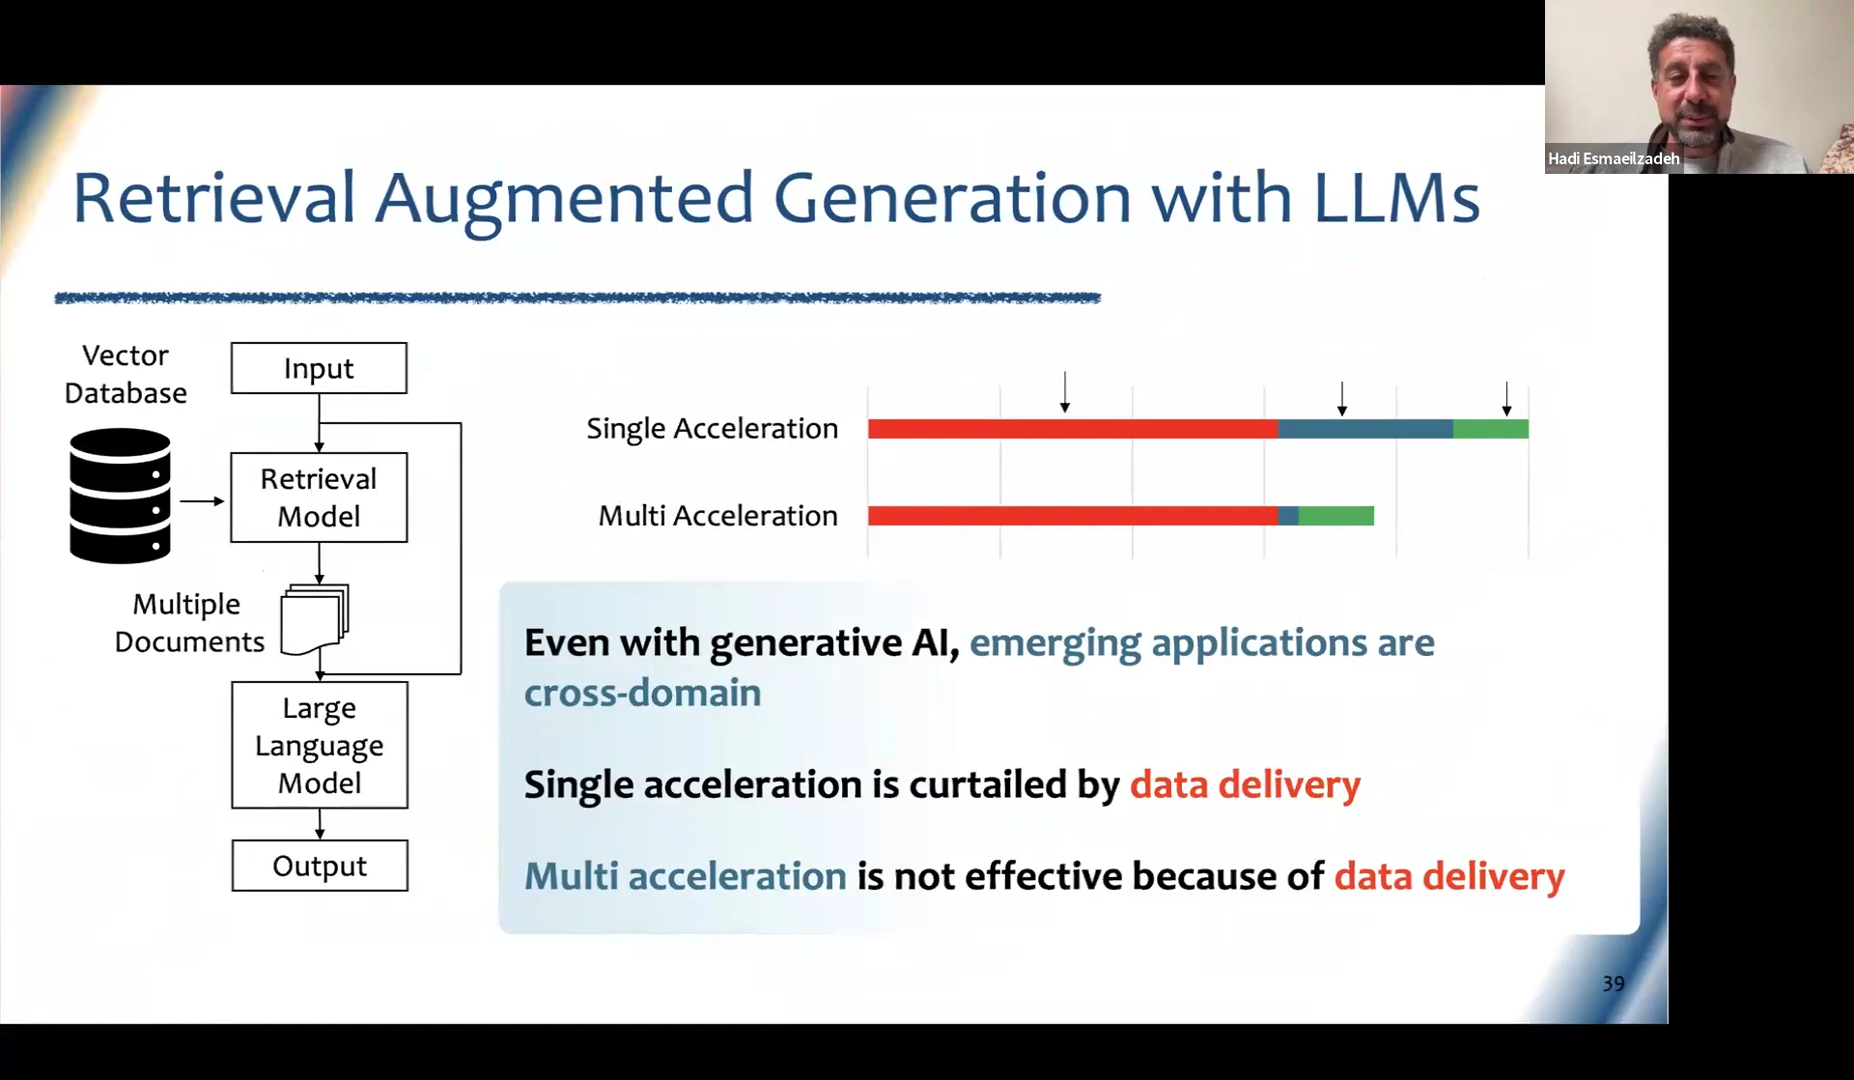 Hadi Esmaeilzadeh
Retrieval Augmented Generation with LLMs
Vector
Database
Input
Retrieval
Model
Multiple
Documents
Large
Language
Model
Output
Single Acceleration
Multi Acceleration
Even with generative AI, emerging applications are
cross-domain
Single acceleration is curtailed by data delivery
Multi acceleration is not effective because of data delivery
39